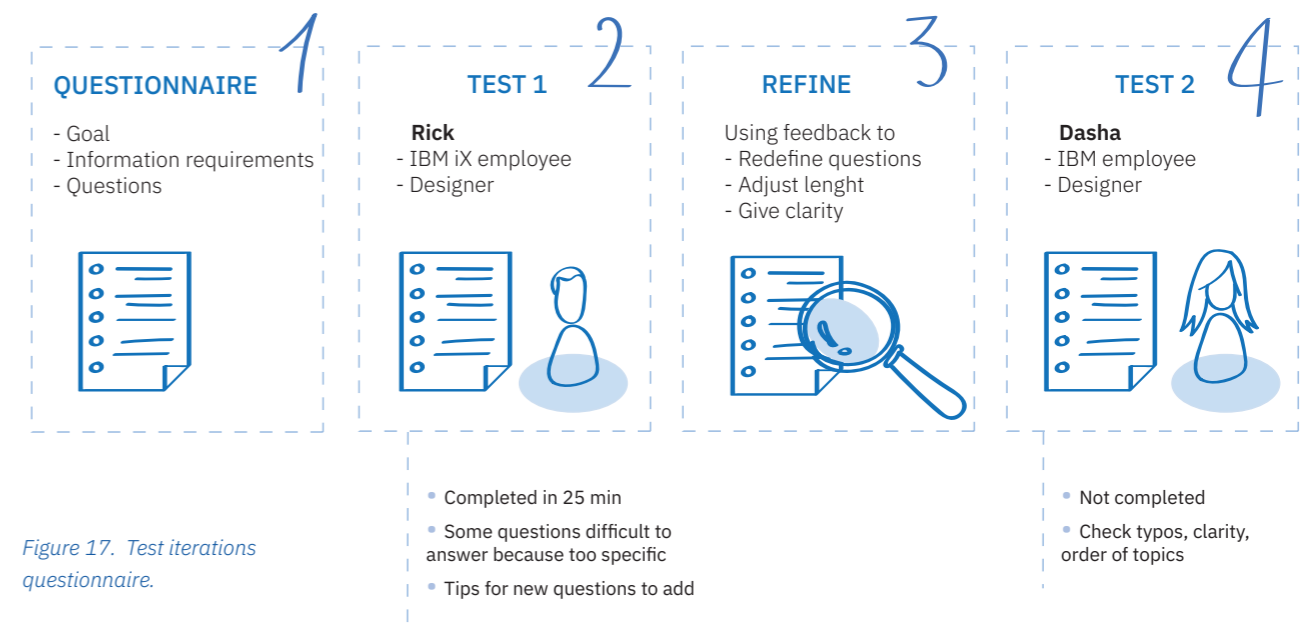 1
QUESTIONNAIRE
- Goal
- Information requirements
- Questions
2
TEST 1
Rick
- IBM iX employee
- Designer
3
REFINE
Using feedback to
- Redefine questions
- Adjust lenght
- Give clarity
4
TEST 2
Dasha
- IBM employee
- Designer
• Completed in 25 min
• Some questions difficult to
answer because too specific
• Tips for new questions to add
• Not completed
• Check typos, clarity,
order of topics
Figure 17. Test iterations
questionnaire.